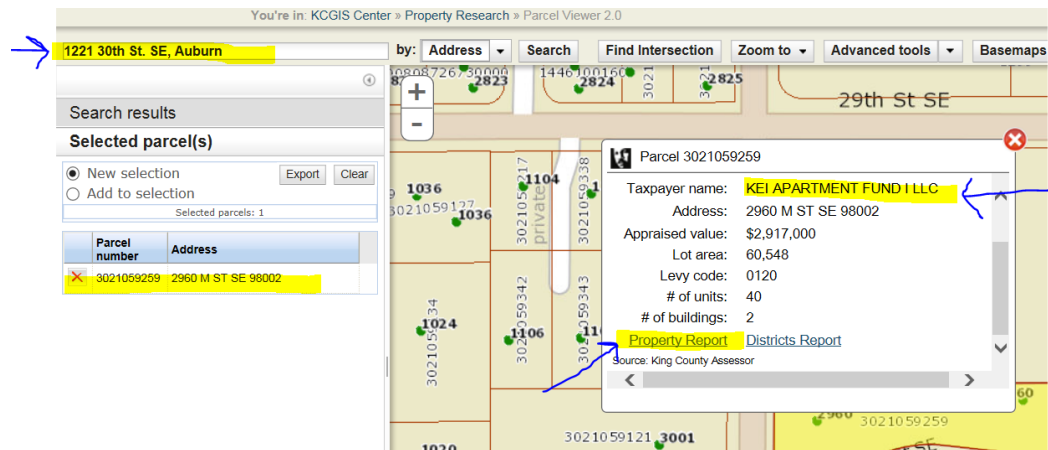 You're in: KCGIS Center » Property Research » Parcel Viewer 2.0
1221 30th St. SE, Auburn
by: Address Search Find Intersection Zoom to Advanced tools Basemaps
Search results
Selected parcel(s)
New selection
Export Clear
Add to selection
Selected parcels: 1
Parcel number Address
3021059259 2960 M ST SE 98002
+
-
2823
2824
2825
29th St SE
1036
1036
1104
private
3021059338
1024
3021059342
3021059343
1106
1020
3021059121 3001
2960 3021059259
60
SE
Parcel 3021059259
Taxpayer name: KEI APARTMENT FUND I LLC
Address: 2960 M ST SE 98002
Appraised value: $2,917,000
Lot area: 60,548
Levy code: 0120
# of units: 40
# of buildings: 2
Property Report Districts Report
Source: King County Assessor